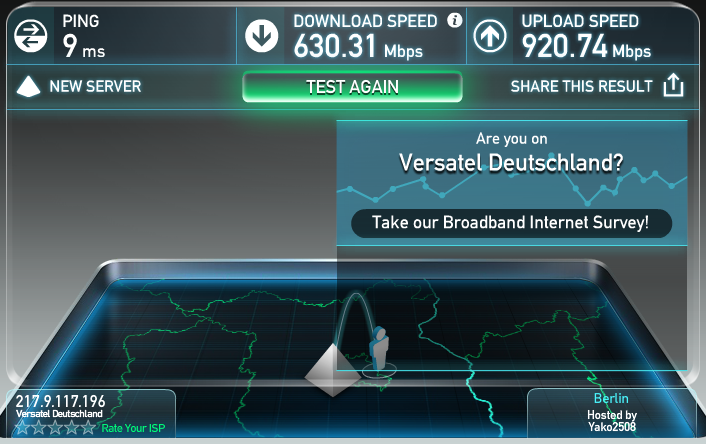 PING
9 ms
DOWNLOAD SPEED
630.31 Mbps
UPLOAD SPEED
920.74 Mbps
NEW SERVER
TEST AGAIN
SHARE THIS RESULT
Are you on
Versatel Deutschland?
Take our Broadband Internet Survey!
217.9.117.196
Versatel Deutschland
Rate Your ISP
Berlin
Hosted by
Yako2508